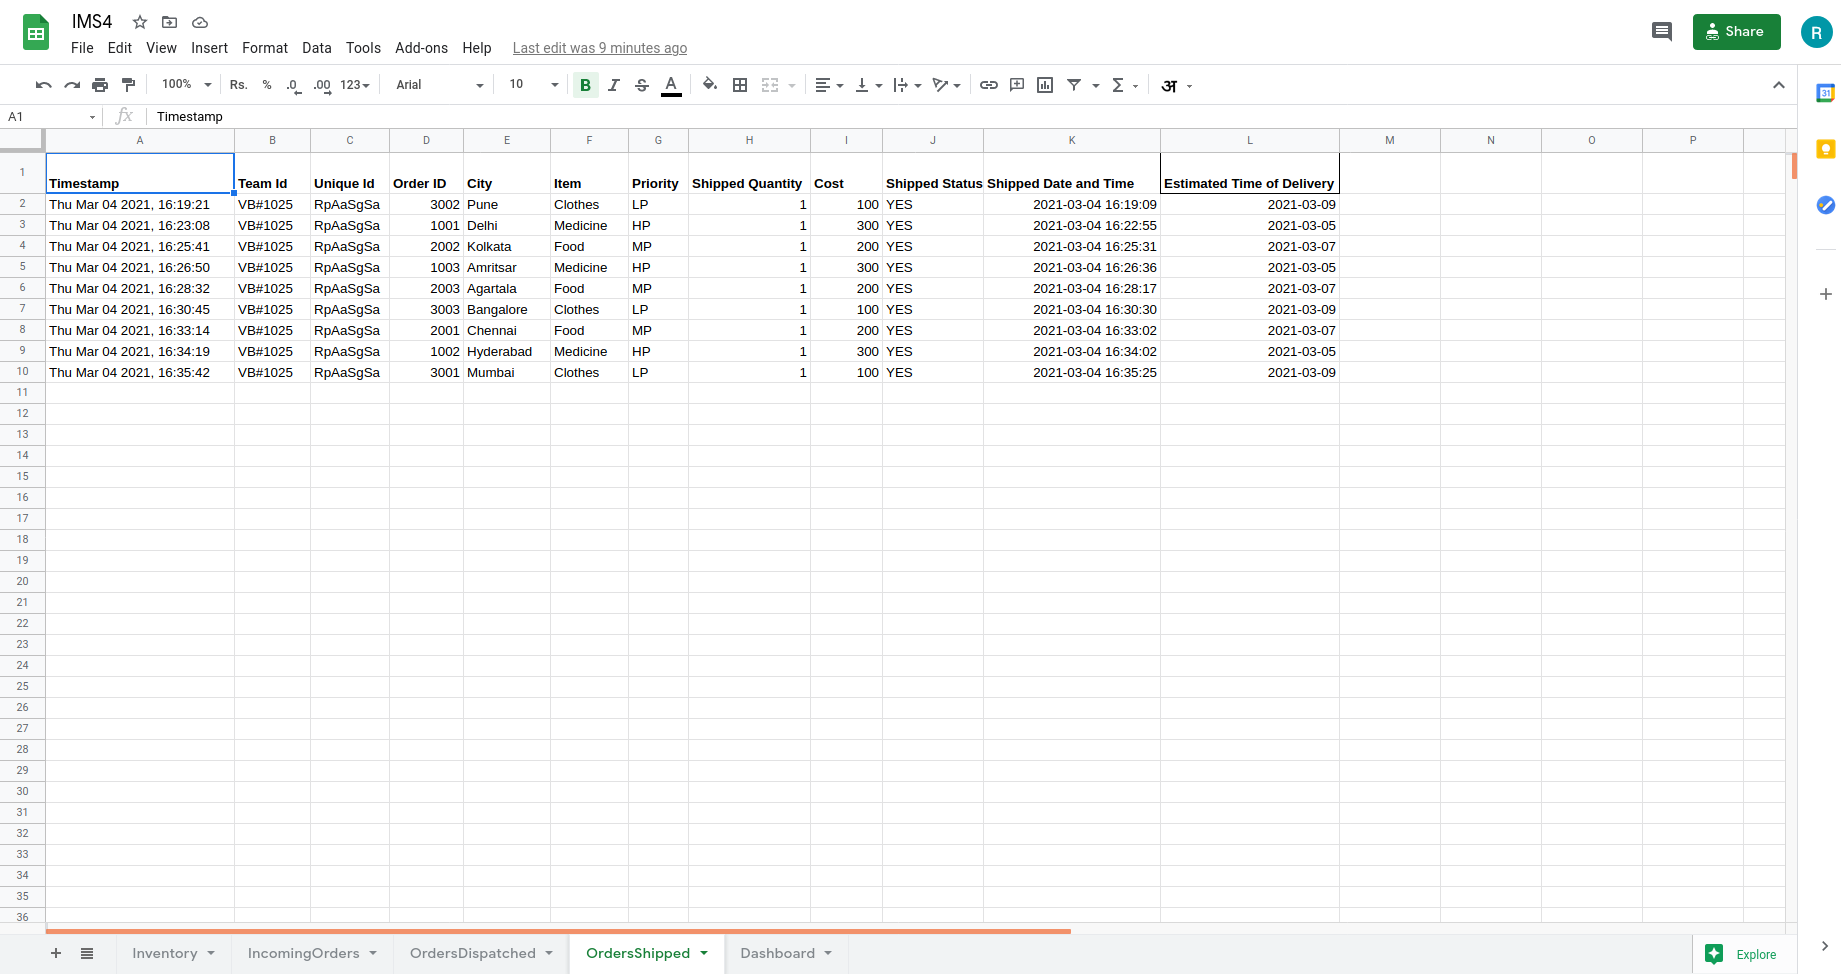 IMS4
File Edit View Insert Format Data Tools Add-ons Help Last edit was 9 minutes ago
Share
R
100% Rs. % .0 .00 123 Arial 10 B I S A अ
31
A1 fx Timestamp
A B C D E F G H I J K L M N O P
1 Timestamp Team Id Unique Id Order ID City Item Priority Shipped Quantity Cost Shipped Status Shipped Date and Time Estimated Time of Delivery
2 Thu Mar 04 2021, 16:19:21 VB#1025 RpAaSgSa 3002 Pune Clothes LP 1 100 YES 2021-03-04 16:19:09 2021-03-09
3 Thu Mar 04 2021, 16:23:08 VB#1025 RpAaSgSa 1001 Delhi Medicine HP 1 300 YES 2021-03-04 16:22:55 2021-03-05
4 Thu Mar 04 2021, 16:25:41 VB#1025 RpAaSgSa 2002 Kolkata Food MP 1 200 YES 2021-03-04 16:25:31 2021-03-07
5 Thu Mar 04 2021, 16:26:50 VB#1025 RpAaSgSa 1003 Amritsar Medicine HP 1 300 YES 2021-03-04 16:26:36 2021-03-05
6 Thu Mar 04 2021, 16:28:32 VB#1025 RpAaSgSa 2003 Agartala Food MP 1 200 YES 2021-03-04 16:28:17 2021-03-07
7 Thu Mar 04 2021, 16:30:45 VB#1025 RpAaSgSa 3003 Bangalore Clothes LP 1 100 YES 2021-03-04 16:30:30 2021-03-09
8 Thu Mar 04 2021, 16:33:14 VB#1025 RpAaSgSa 2001 Chennai Food MP 1 200 YES 2021-03-04 16:33:02 2021-03-07
9 Thu Mar 04 2021, 16:34:19 VB#1025 RpAaSgSa 1002 Hyderabad Medicine HP 1 300 YES 2021-03-04 16:34:02 2021-03-05
10 Thu Mar 04 2021, 16:35:42 VB#1025 RpAaSgSa 3001 Mumbai Clothes LP 1 100 YES 2021-03-04 16:35:25 2021-03-09
11
12
13
14
15
16
17
18
19
20
21
22
23
24
25
26
27
28
29
30
31
32
33
34
35
36
Inventory IncomingOrders OrdersDispatched OrdersShipped Dashboard Explore